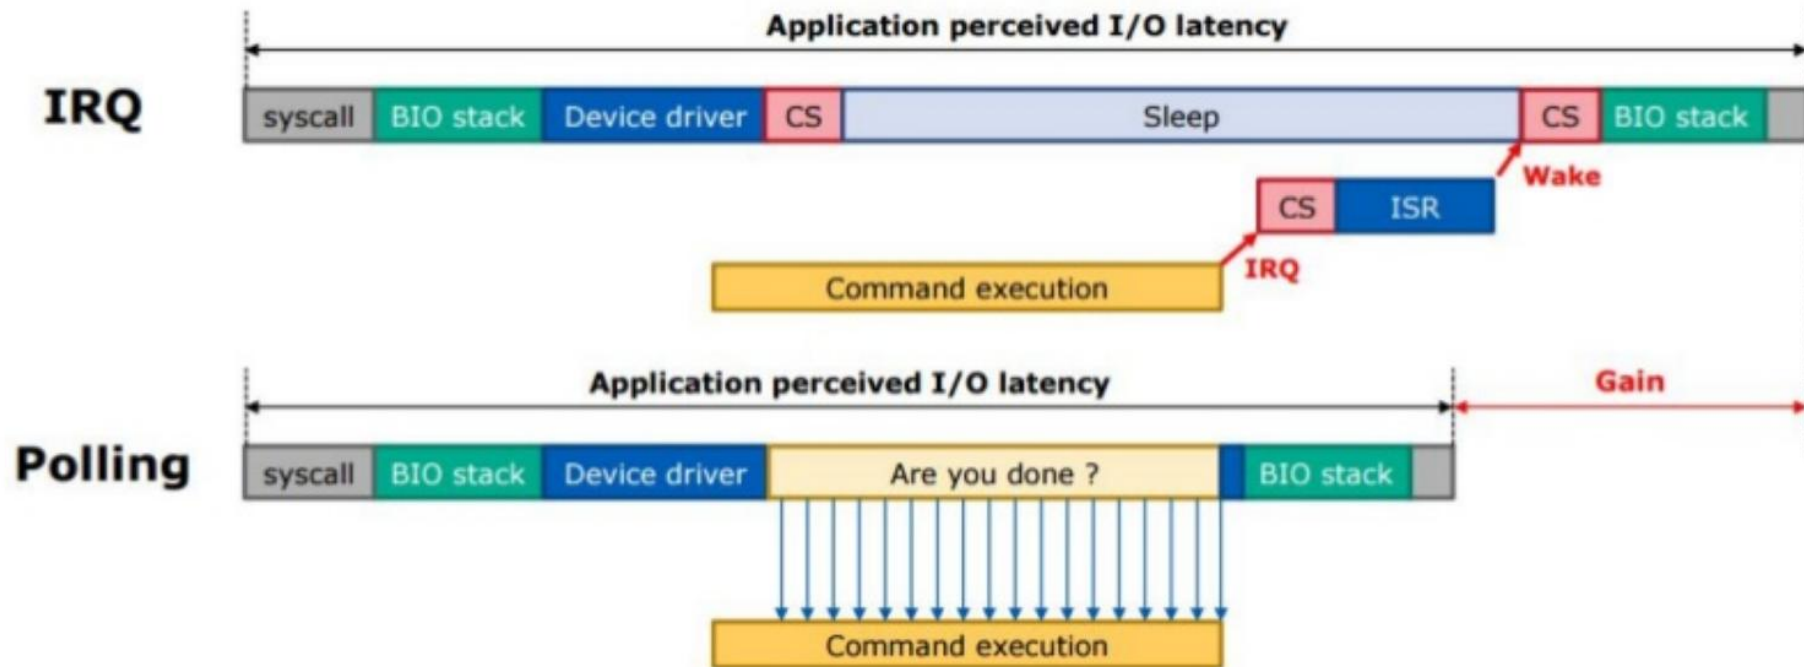 Application perceived I/O latency
IRQ
syscall BIO stack Device driver CS Sleep CS BIO stack
Wake
CS ISR
IRQ
Command execution
Application perceived I/O latency Gain
Polling
syscall BIO stack Device driver Are you done ? BIO stack
Command execution